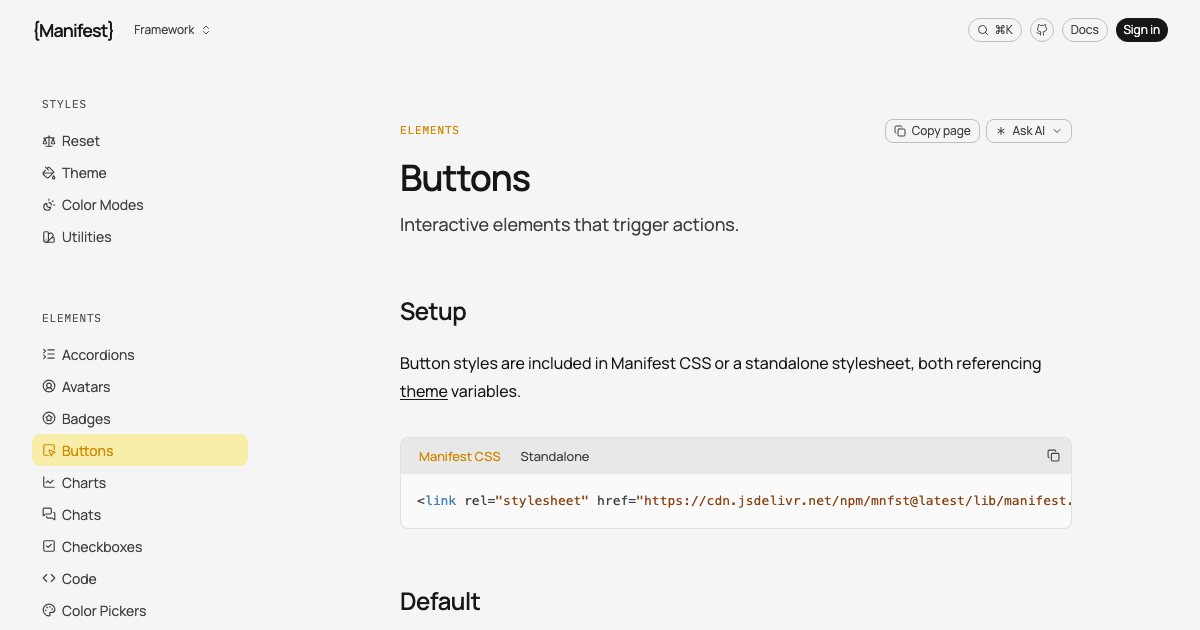 {Manifest}
Framework
⌘K
Docs
Sign in
STYLES
Reset
Theme
Color Modes
Utilities
ELEMENTS
Accordions
Avatars
Badges
Buttons
Charts
Chats
Checkboxes
Code
Color Pickers
ELEMENTS
Copy page
Ask AI
Buttons
Interactive elements that trigger actions.
Setup
Button styles are included in Manifest CSS or a standalone stylesheet, both referencing
theme variables.
Manifest CSS
Standalone
<link rel="stylesheet" href="https://cdn.jsdelivr.net/npm/mnfst@latest/lib/manifest.
Default